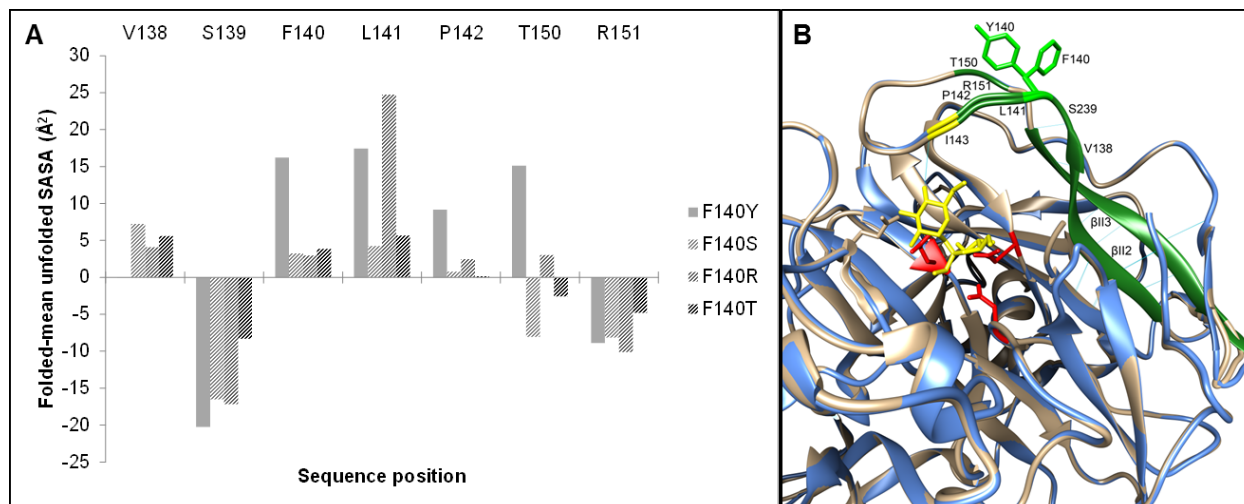 A
V138 S139 F140 L141 P142 T150 R151
30
25
20
15
10
5
0
-5
-10
-15
-20
-25
Folded-mean unfolded SASA (Å²)
Sequence position
F140Y
F140S
F140R
F140T
B
Y140
F140
T150
R151
P142
L141
S239
I143
V138
βII3
βII2